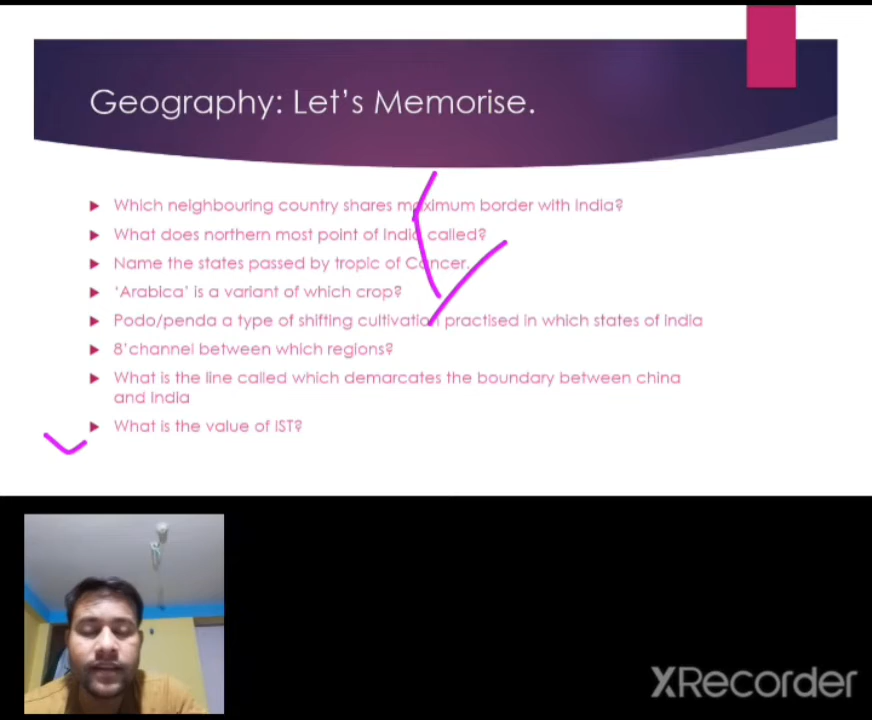 Geography: Let's Memorise.
Which neighbouring country shares maximum border with India?
What does northern most point of India called?
Name the states passed by tropic of Cancer.
'Arabica' is a variant of which crop?
Podo/penda a type of shifting cultivation practised in which states of india
8'channel between which regions?
What is the line called which demarcates the boundary between china
and India
What is the value of IST?
XRecorder